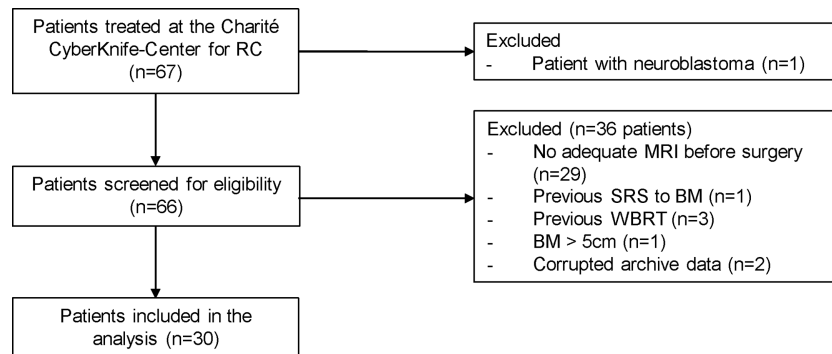 Patients treated at the Charité
CyberKnife-Center for RC
(n=67)
Excluded
- Patient with neuroblastoma (n=1)
Patients screened for eligibility
(n=66)
Excluded (n=36 patients)
- No adequate MRI before surgery
(n=29)
- Previous SRS to BM (n=1)
- Previous WBRT (n=3)
- BM > 5cm (n=1)
- Corrupted archive data (n=2)
Patients included in the
analysis (n=30)